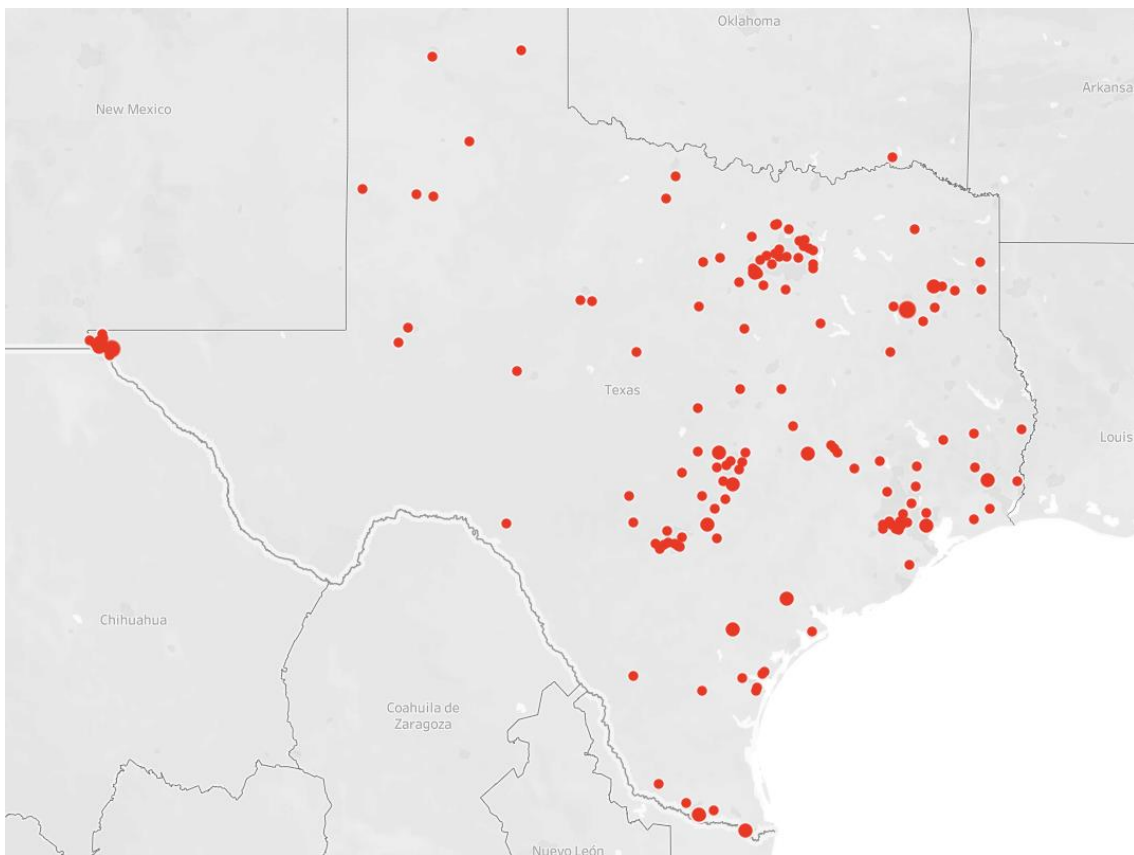 Oklahoma
New Mexico
Arkansa
Texas
Louis
Chihuahua
Coahuila de
Zaragoza
Nuevo León